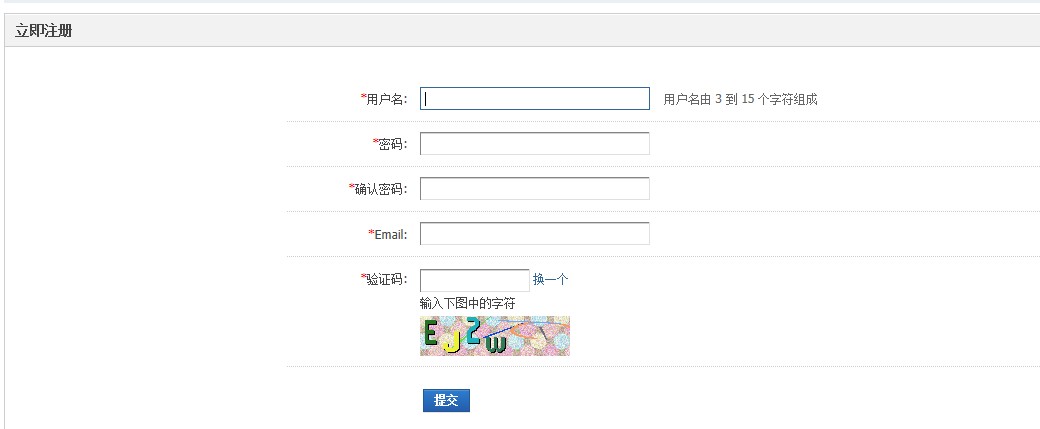 立即注册
*用户名: 用户名由 3 到 15 个字符组成
*密码:
*确认密码:
*Email:
*验证码: 换一个
输入下图中的字符
EJ2W
提交